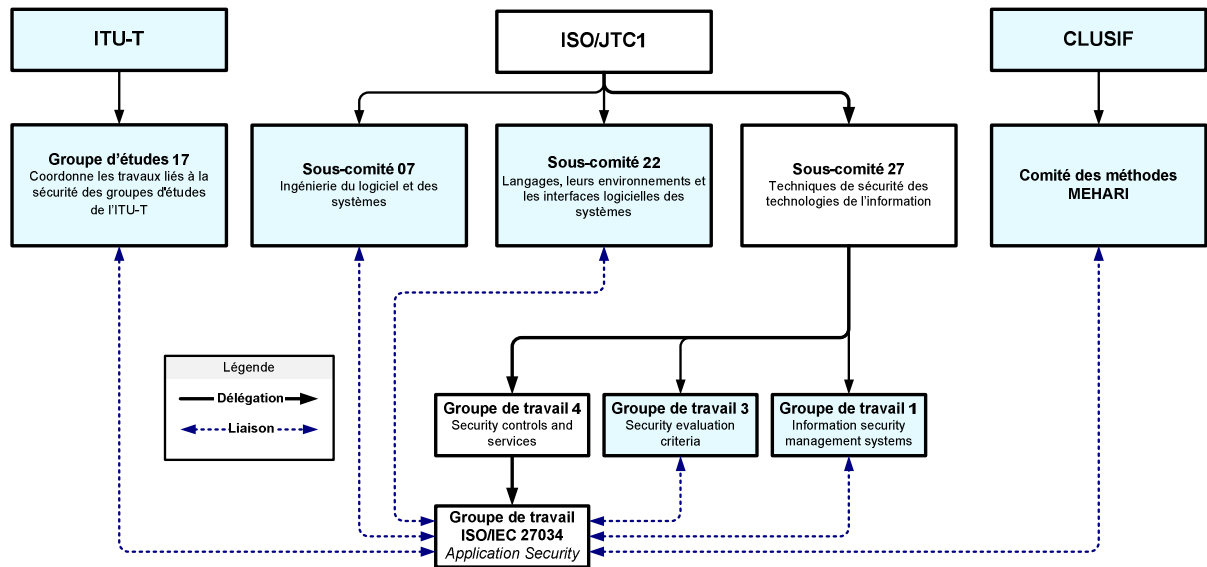 ITU-T
ISO/JTC1
CLUSIF
Groupe d'études 17
Coordonne les travaux liés à la
sécurité des groupes d'études
de l'ITU-T
Sous-comité 07
Ingénierie du logiciel et des
systèmes
Sous-comité 22
Langages, leurs environnements et
les interfaces logicielles des
systèmes
Sous-comité 27
Techniques de sécurité des
technologies de l'information
Comité des méthodes
MEHARI
Légende
Délégation
Liaison
Groupe de travail 4
Security controls and
services
Groupe de travail 3
Security evaluation
criteria
Groupe de travail 1
Information security
management systems
Groupe de travail
ISO/IEC 27034
Application Security